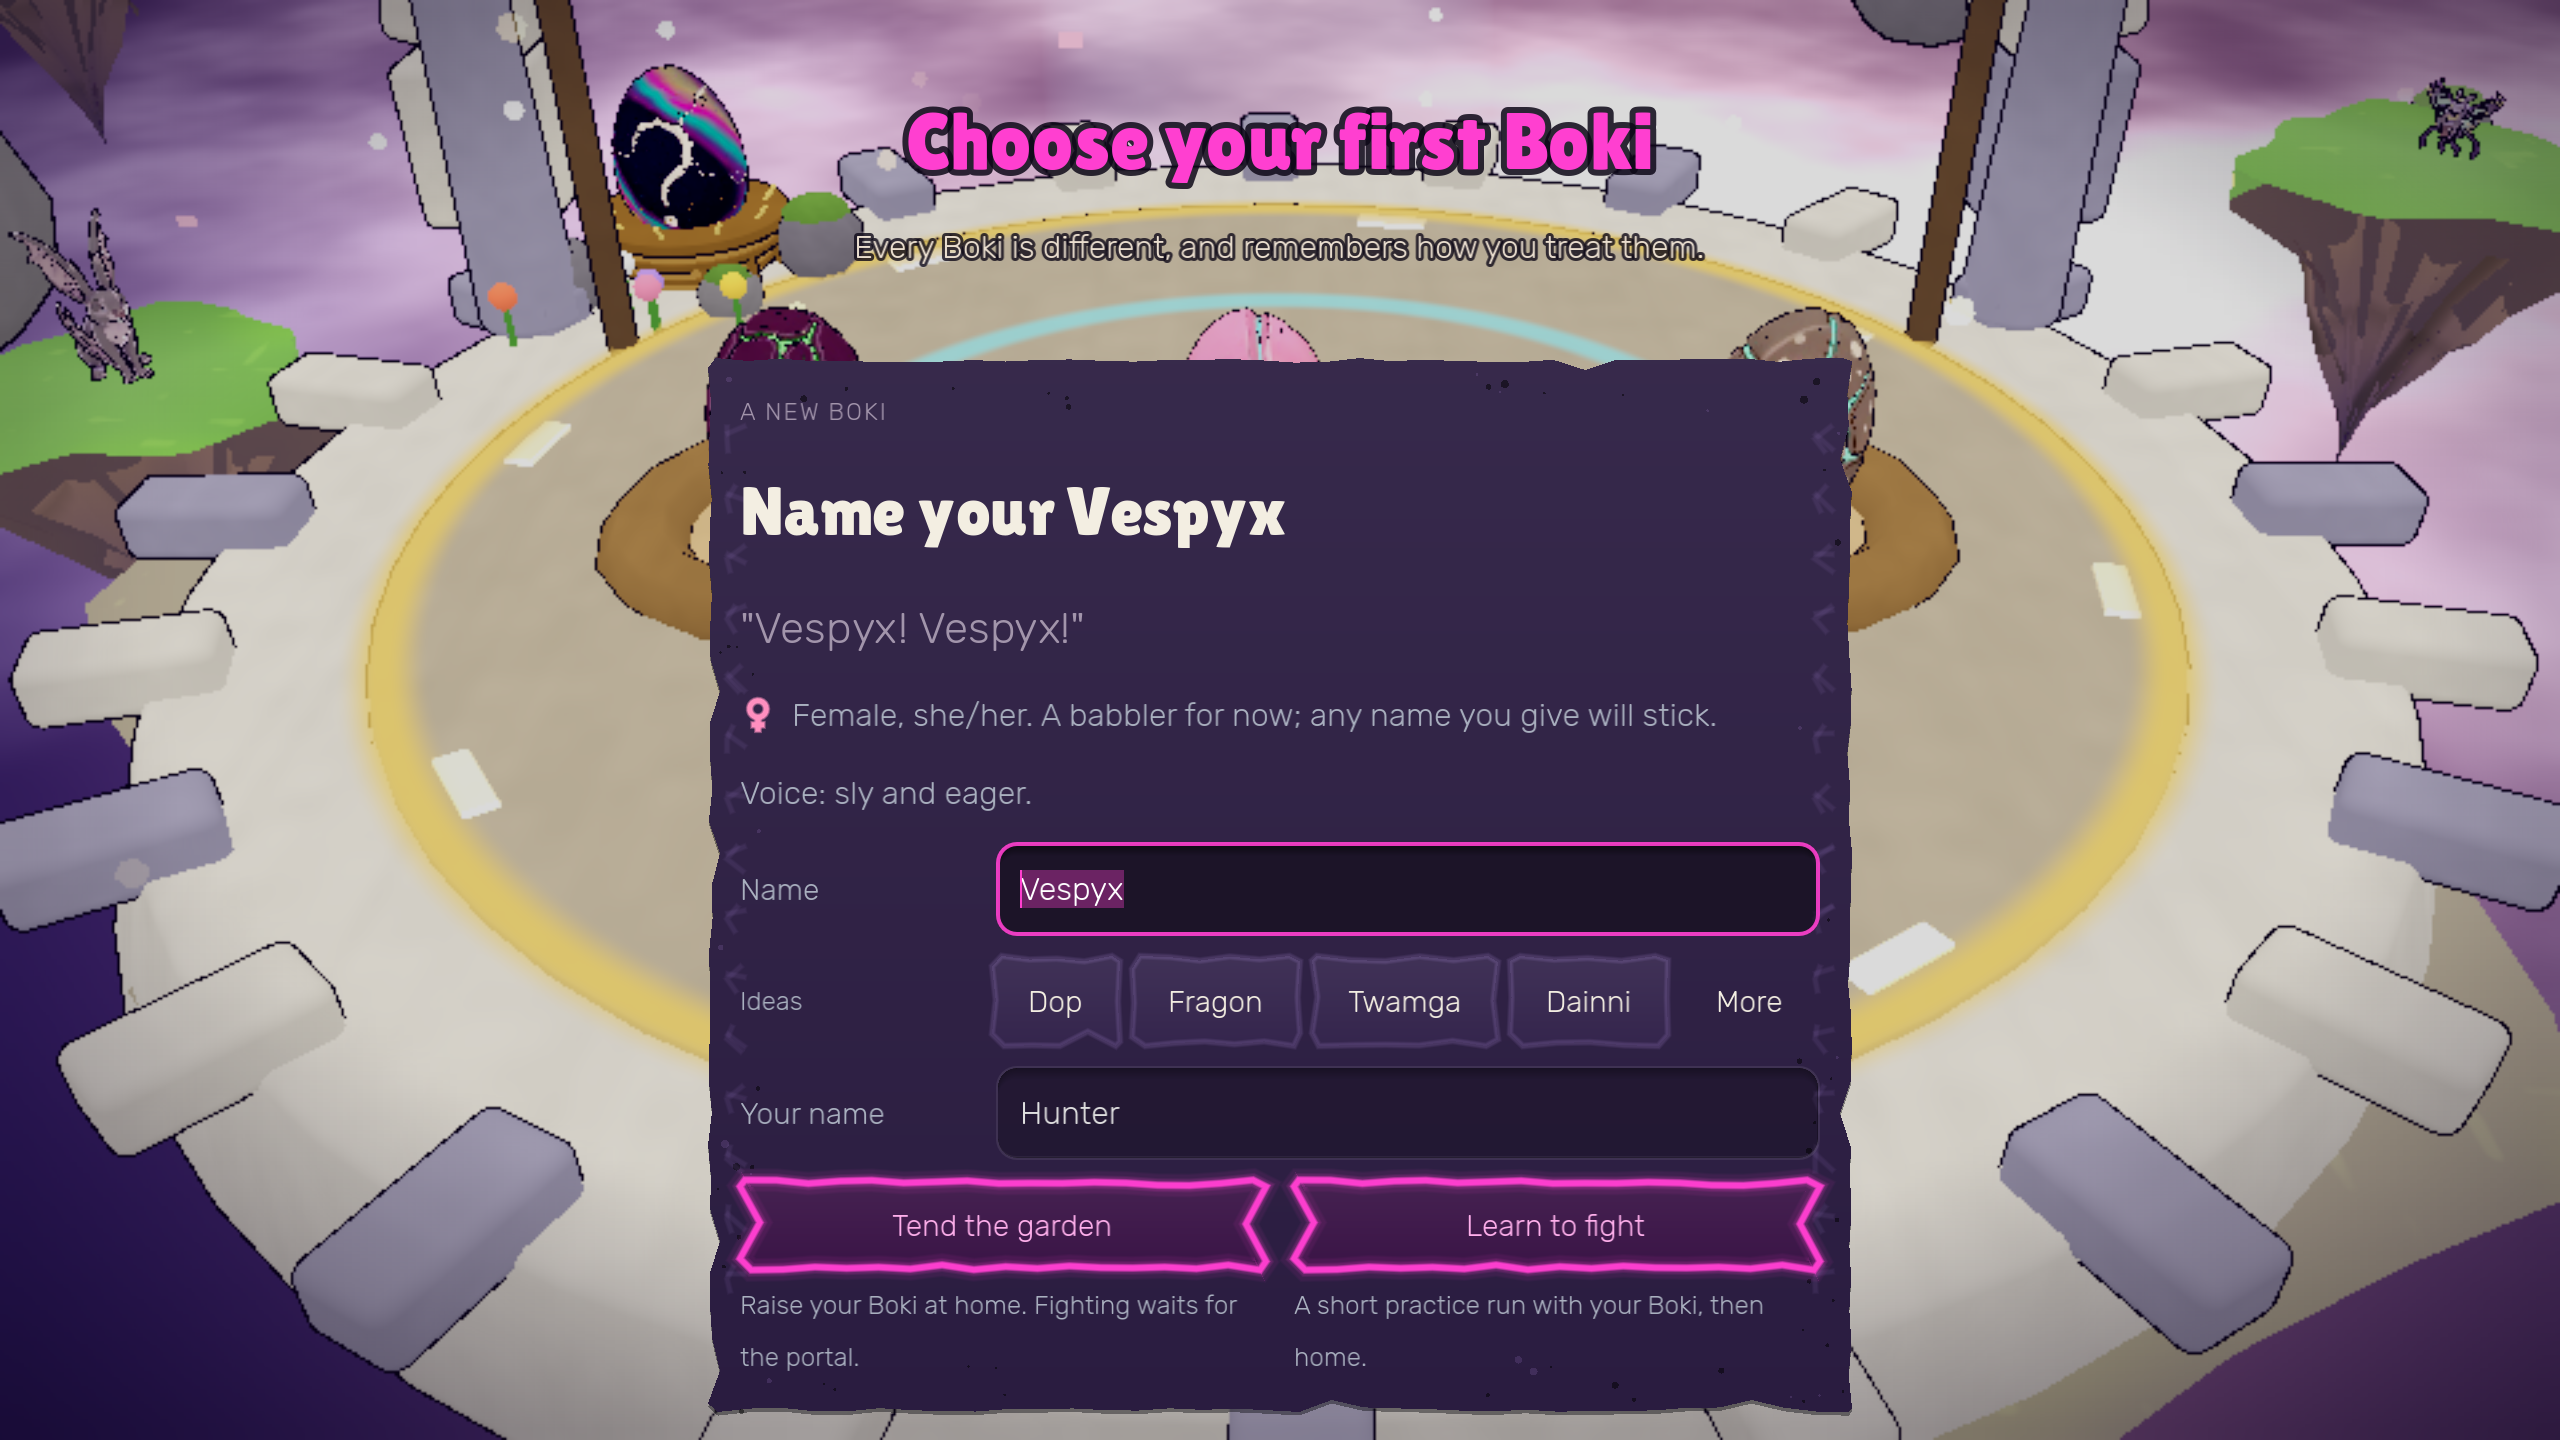 Choose your first Boki
Every Boki is different, and remembers how you treat them.
A NEW BOKI
Name your Vespyx
"Vespyx! Vespyx!"
Female, she/her. A babbler for now; any name you give will stick.
Voice: sly and eager.
Name
Vespyx
Ideas
Dop
Fragon
Twamga
Dainni
More
Your name
Hunter
Tend the garden
Learn to fight
Raise your Boki at home. Fighting waits for
the portal.
A short practice run with your Boki, then
home.